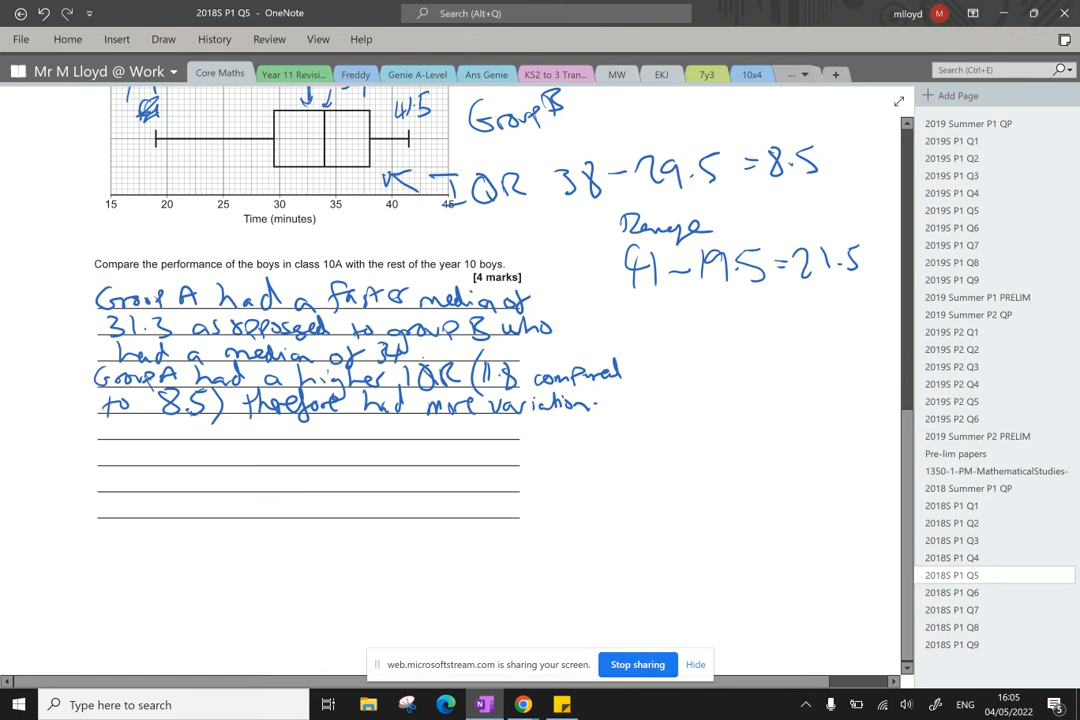 2018S P1 Q5 - OneNote
Search (Alt+Q)
mlloyd
M
File
Home
Insert
Draw
History
Review
View
Help
Mr M Lloyd @ Work
Core Maths
Year 11 Revisi...
Freddy
Genie A-Level
Ans Genie
KS2 to 3 Tran...
MW
EKJ
7y3
10x4
...
+
Search (Ctrl+E)
Add Page
41.5
Group B
IQR 38 - 29.5 = 8.5
15 20 25 30 35 40 45
Time (minutes)
Range
41 - 19.5 = 21.5
Compare the performance of the boys in class 10A with the rest of the year 10 boys.
[4 marks]
Group A had a faster median of
31.3 as opposed to group B who
had a median of 34
Group A had a higher IQR (11.8 compared
to 8.5) therefore had more variation.
2019 Summer P1 QP
2019S P1 Q1
2019S P1 Q2
2019S P1 Q3
2019S P1 Q4
2019S P1 Q5
2019S P1 Q6
2019S P1 Q7
2019S P1 Q8
2019S P1 Q9
2019 Summer P1 PRELIM
2019 Summer P2 QP
2019S P2 Q1
2019S P2 Q2
2019S P2 Q3
2019S P2 Q4
2019S P2 Q5
2019S P2 Q6
2019 Summer P2 PRELIM
Pre-lim papers
1350-1-PM-MathematicalStudies-
2018 Summer P1 QP
2018S P1 Q1
2018S P1 Q2
2018S P1 Q3
2018S P1 Q4
2018S P1 Q5
2018S P1 Q6
2018S P1 Q7
2018S P1 Q8
2018S P1 Q9
web.microsoftstream.com is sharing your screen.
Stop sharing
Hide
Type here to search
ENG
16:05
04/05/2022
5